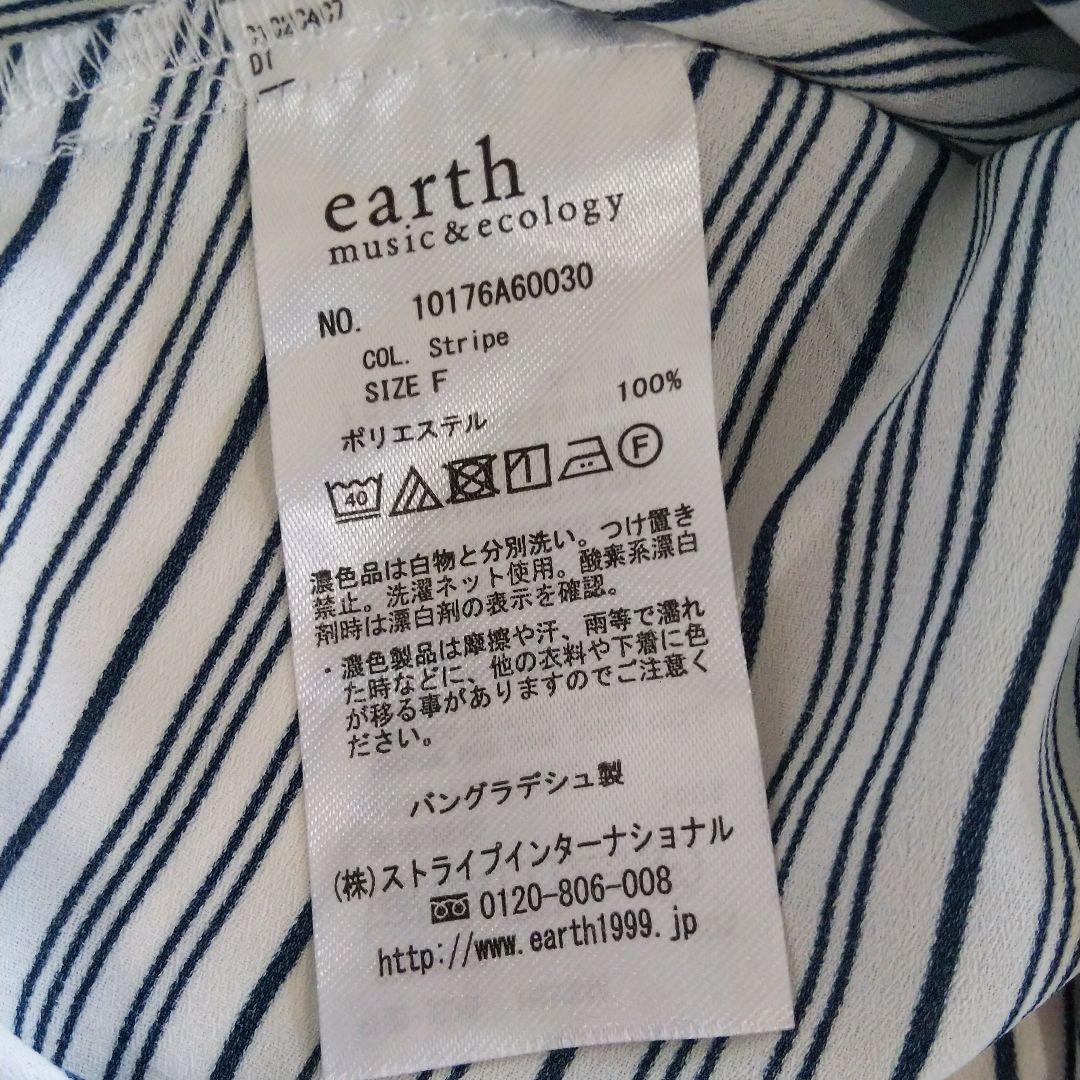 earth
music&ecology
NO. 10176A60030
COL. Stripe
SIZE F
ポリエステル 100%
40 F
濃色品は白物と分別洗い。つけ置き
禁止。洗濯ネット使用。酸素系漂白
剤時は漂白剤の表示を確認。
・濃色製品は摩擦や汗、雨等で濡れ
た時などに、他の衣料や下着に色
が移る事がありますのでご注意く
ださい。
バングラデシュ製
(株)ストライプインターナショナル
0120-806-008
http://www.earth1999.jp